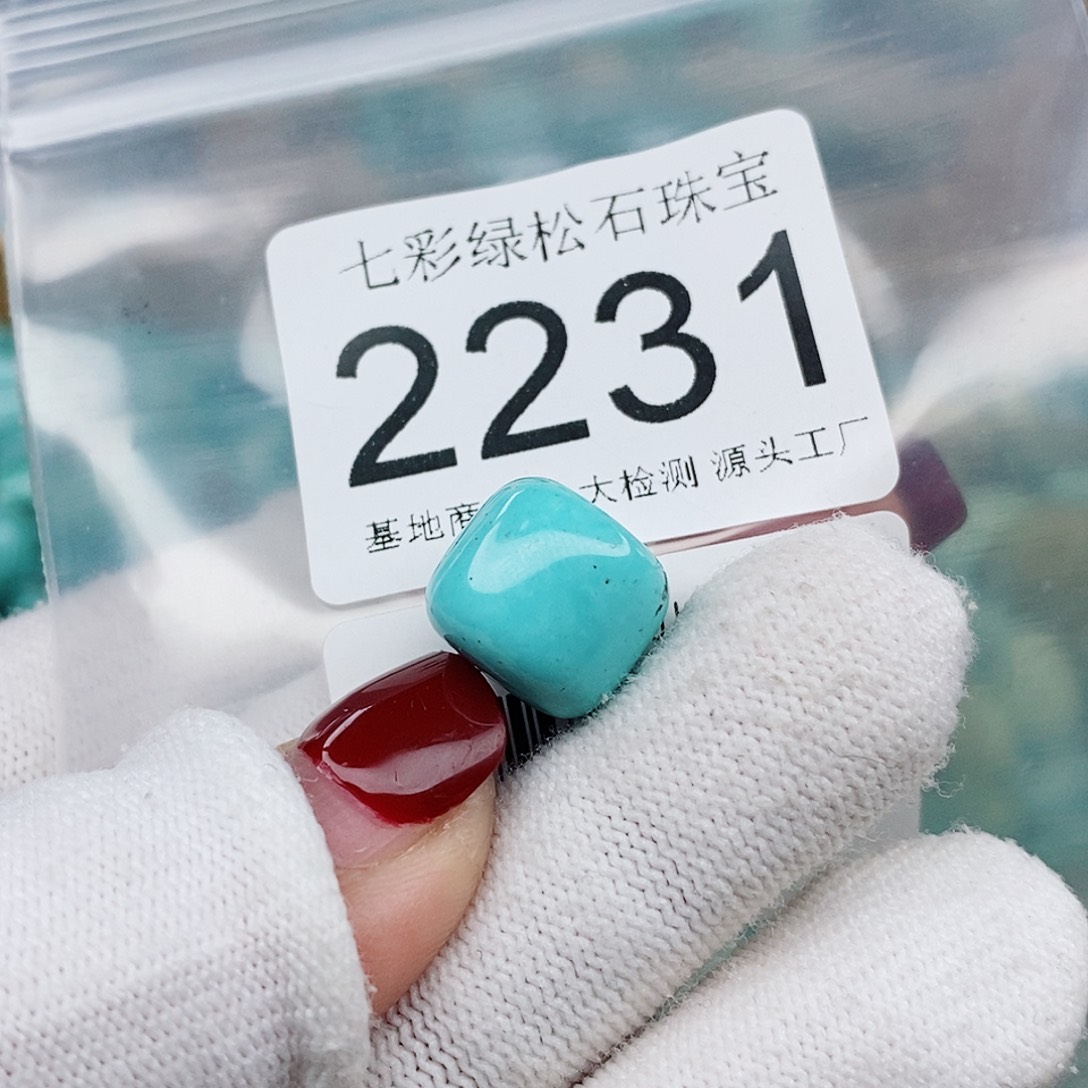 七彩绿松石珠宝
2231
基地商 大检测 源头工厂